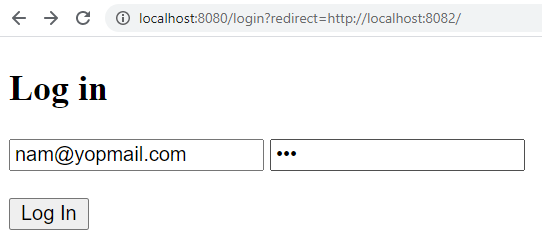 localhost:8080/login?redirect=http://localhost:8082/
Log in
nam@yopmail.com •••
Log In